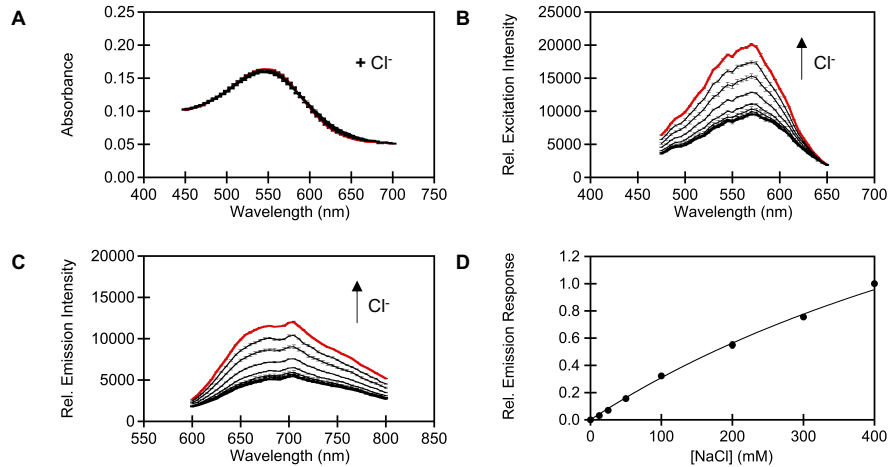 A
Absorbance
0.25
0.20
0.15
0.10
0.05
0.00
+ Cl-
400 450 500 550 600 650 700 750
Wavelength (nm)
B
Rel. Excitation Intensity
25000
20000
15000
10000
5000
0
Cl-
400 500 600 700
Wavelength (nm)
C
Rel. Emission Intensity
20000
15000
10000
5000
0
Cl-
550 600 650 700 750 800 850
Wavelength (nm)
D
Rel. Emission Response
1.2
1.0
0.8
0.6
0.4
0.2
0.0
0 100 200 300 400
[NaCl] (mM)